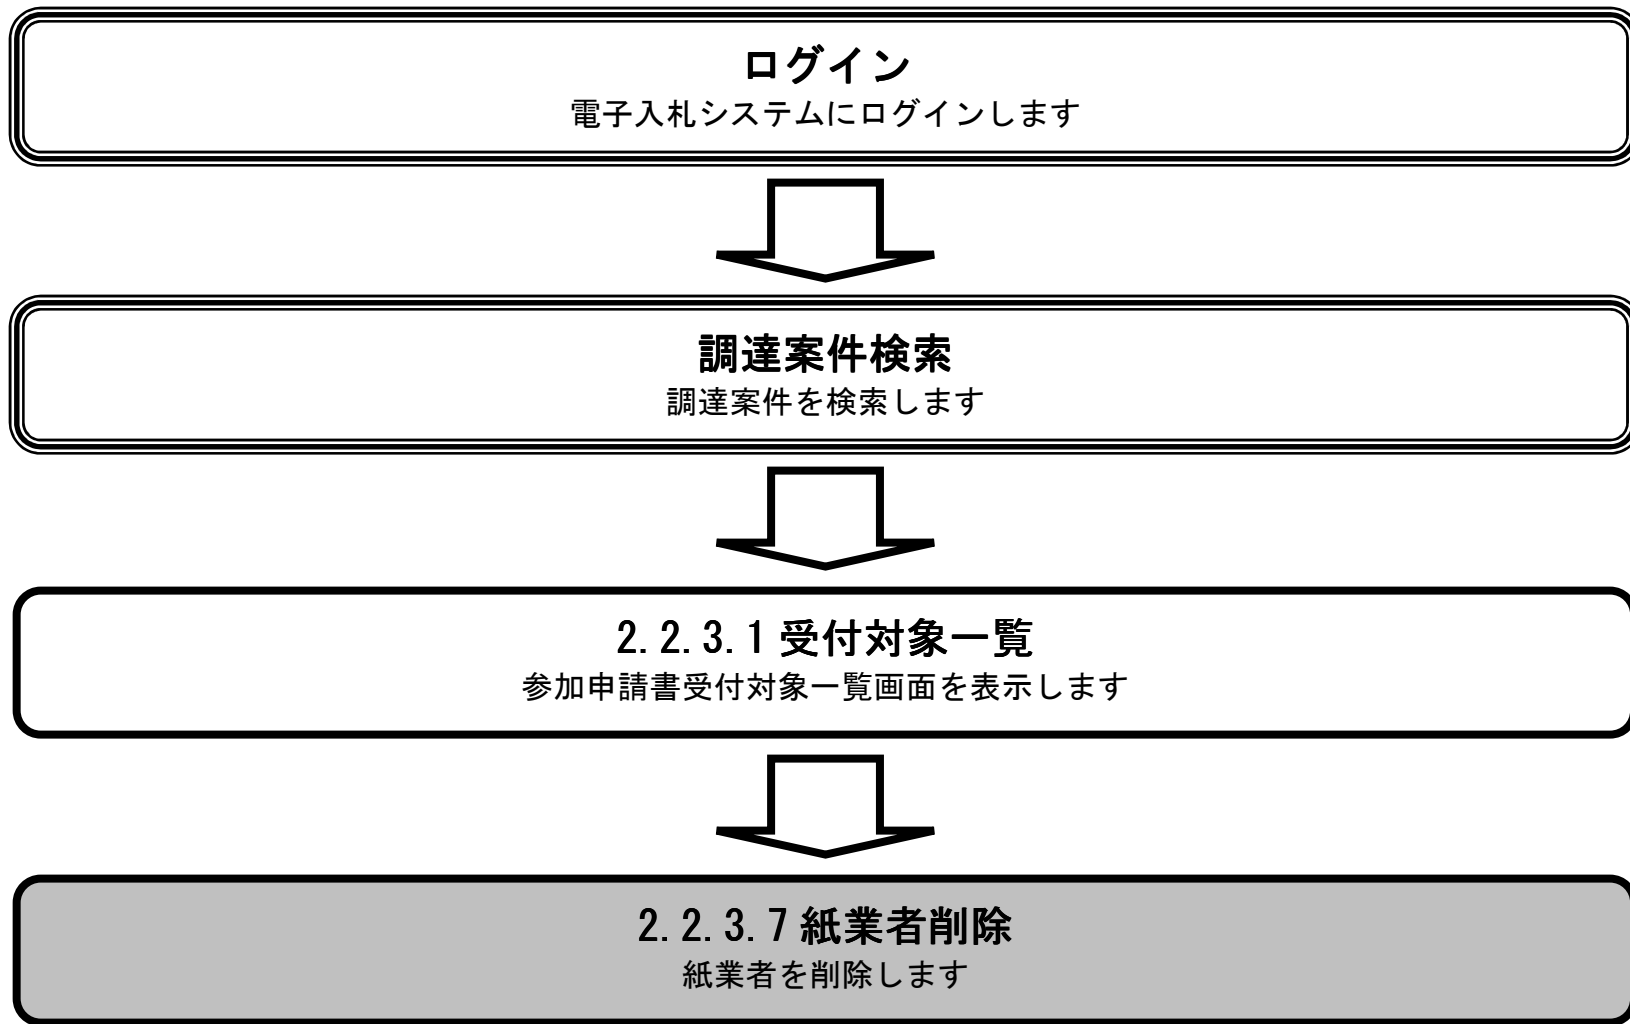 ログイン
電子入札システムにログインします
調達案件検索
調達案件を検索します
2.2.3.1 受付対象一覧
参加申請書受付対象一覧画面を表示します
2.2.3.7 紙業者削除
紙業者を削除します